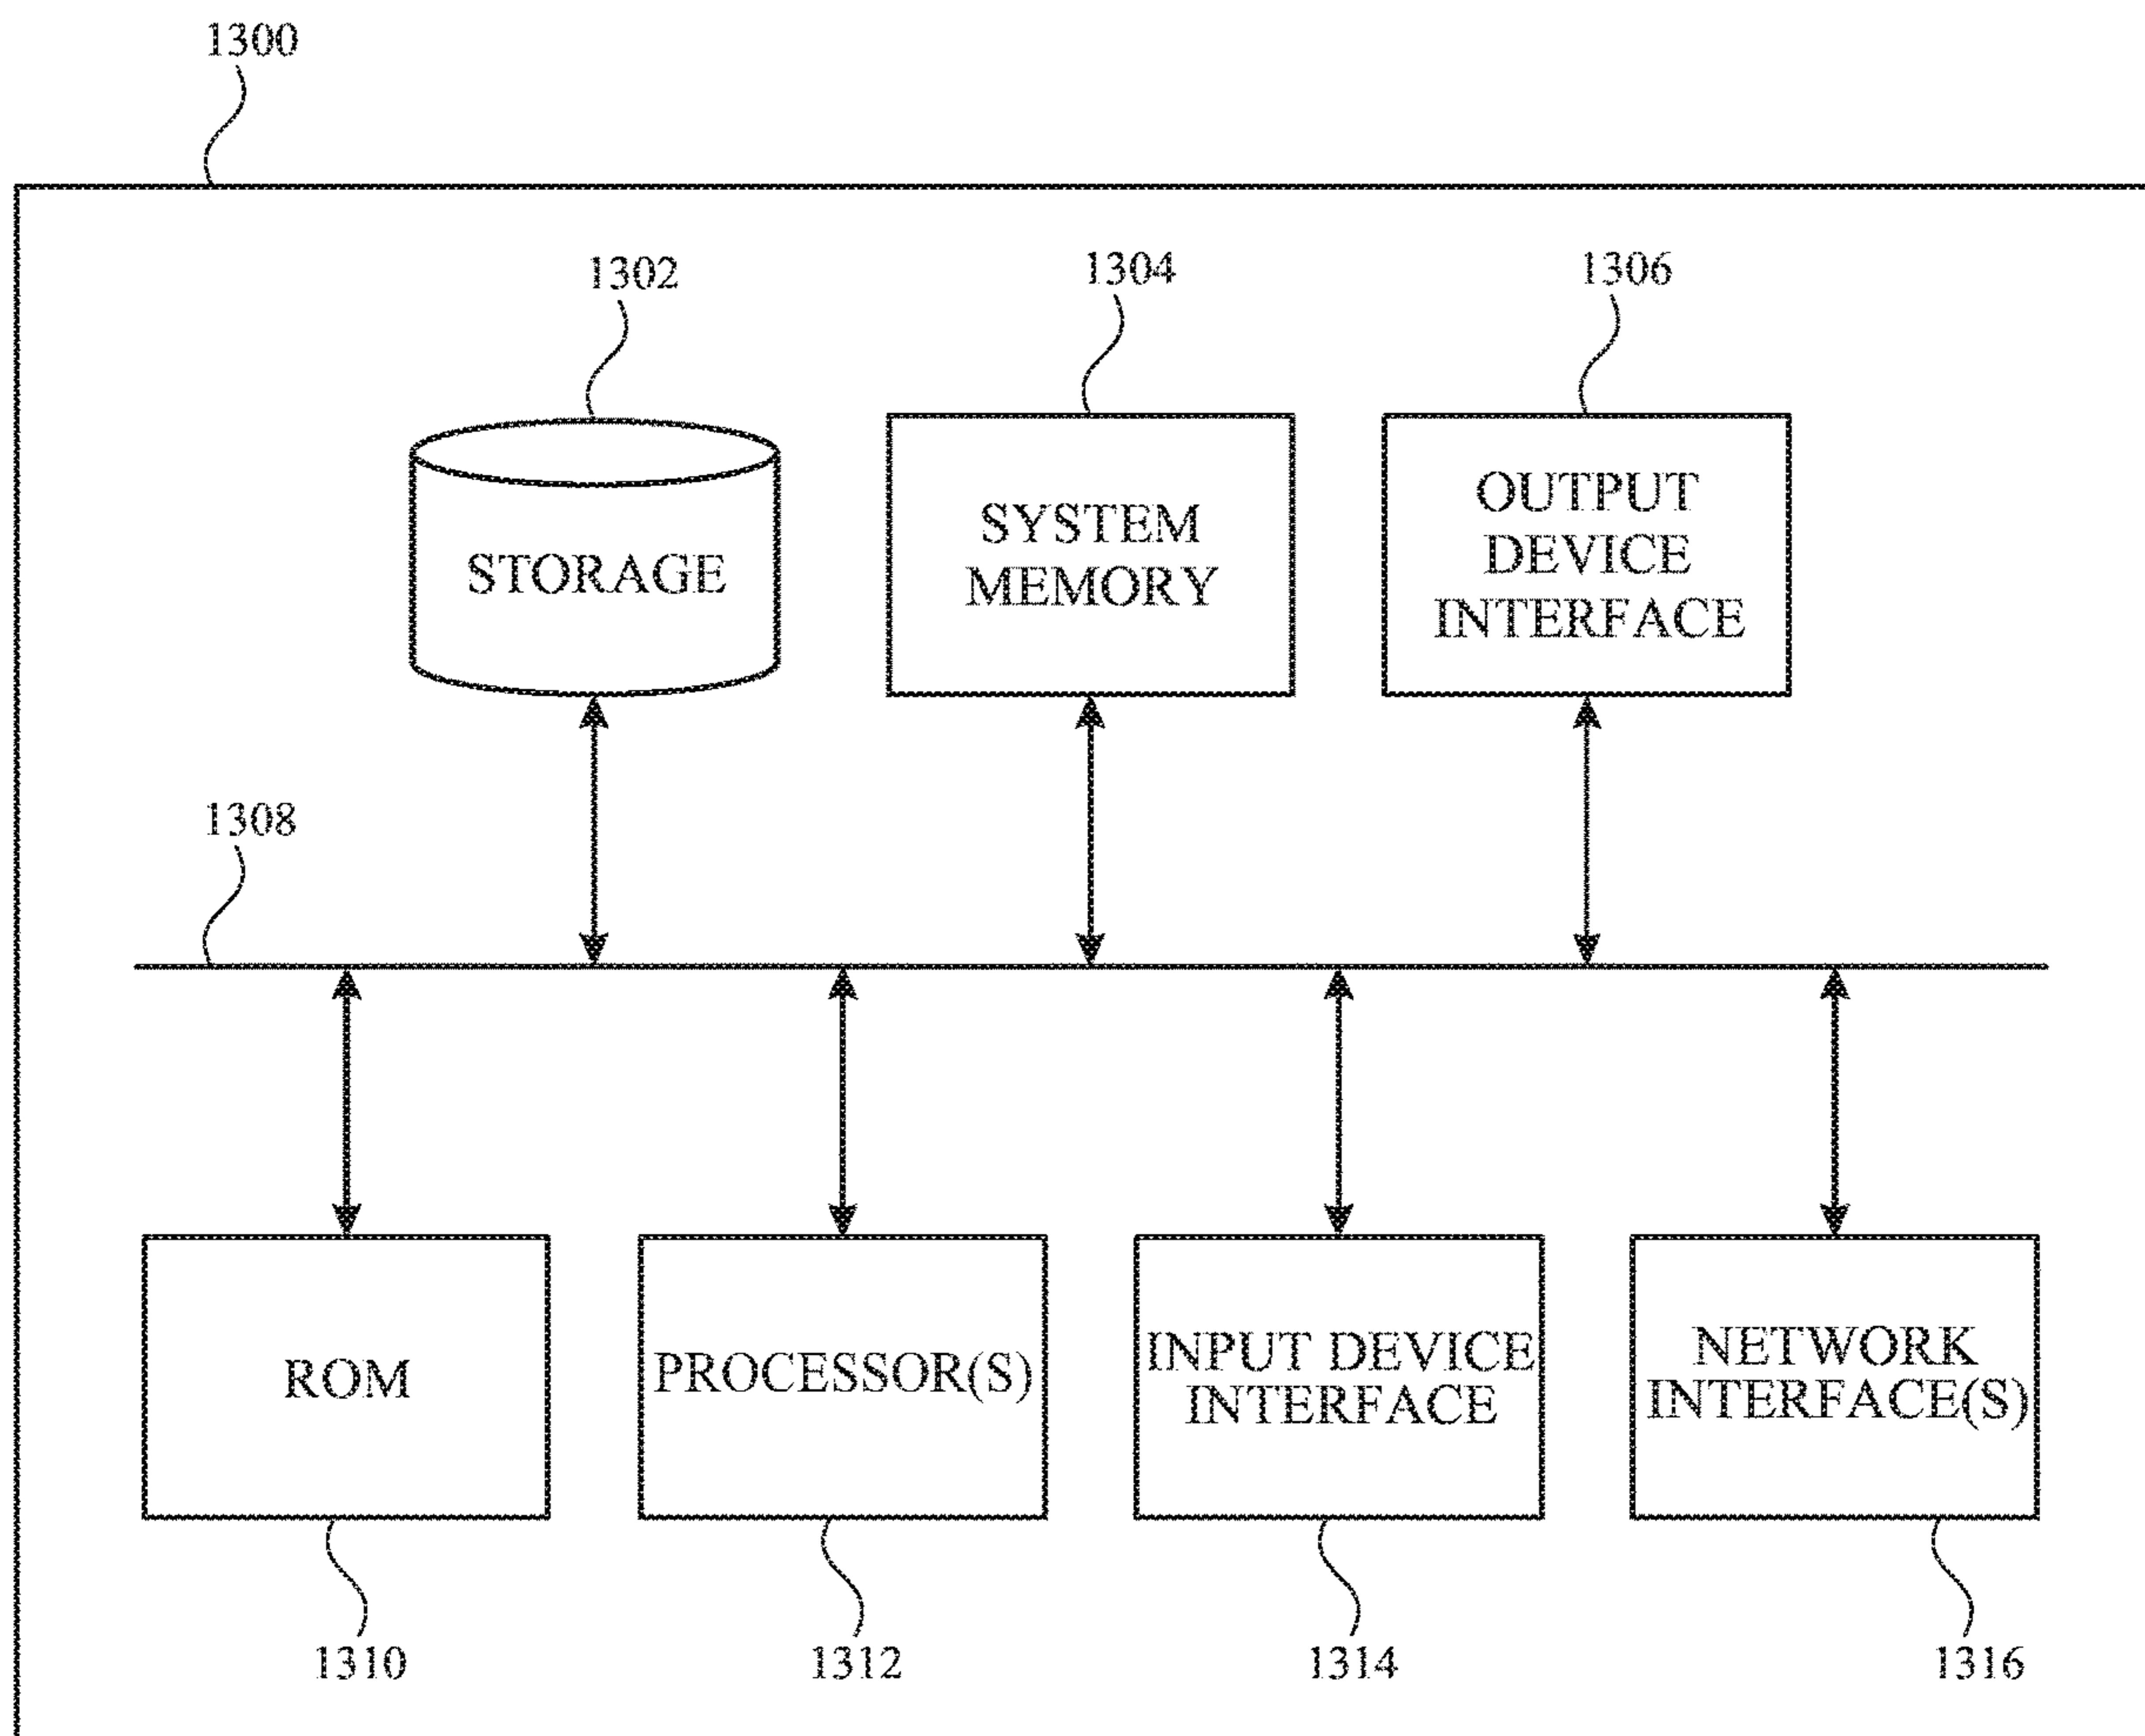 1300
1302
1304
1306
STORAGE
SYSTEM
MEMORY
OUTPUT
DEVICE
INTERFACE
1308
ROM
PROCESSOR(S)
INPUT DEVICE
INTERFACE
NETWORK
INTERFACE(S)
1310
1312
1314
1316